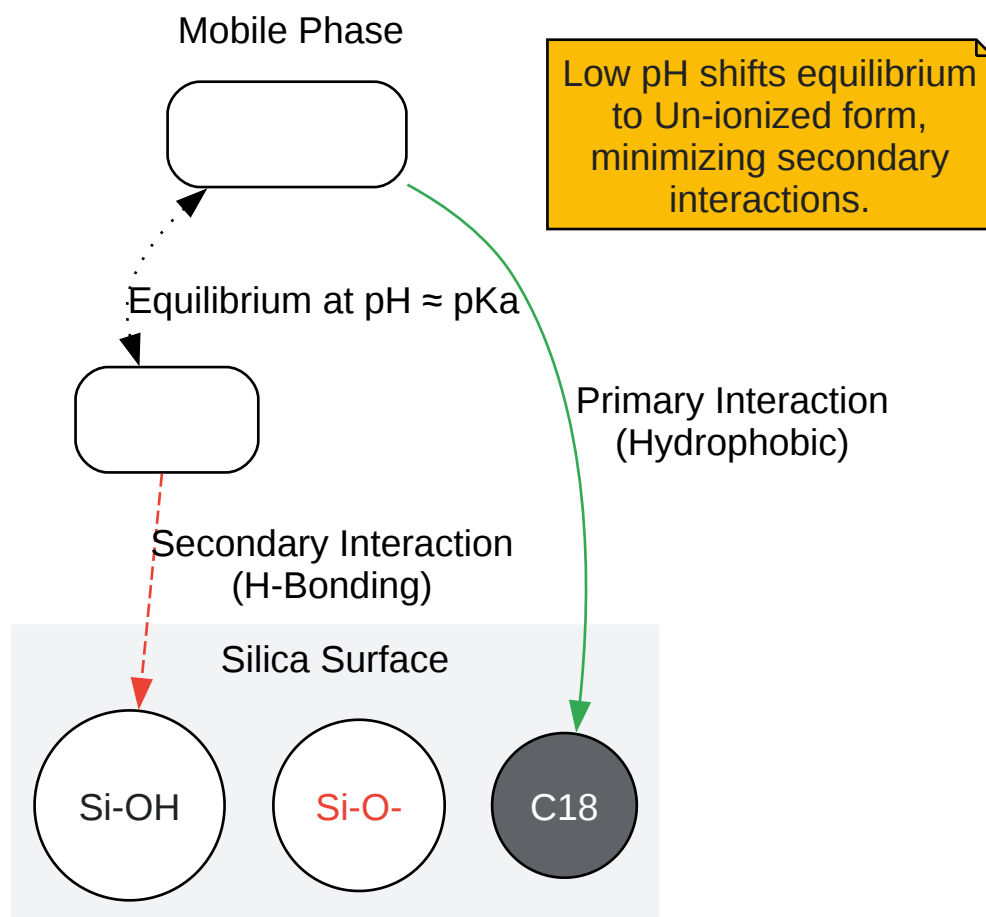 Mobile Phase
Low pH shifts equilibrium
to Un-ionized form,
minimizing secondary
interactions.
Equilibrium at pH ≈ pKa
Primary Interaction
(Hydrophobic)
Secondary Interaction
(H-Bonding)
Silica Surface
Si-OH
Si-O-
C18